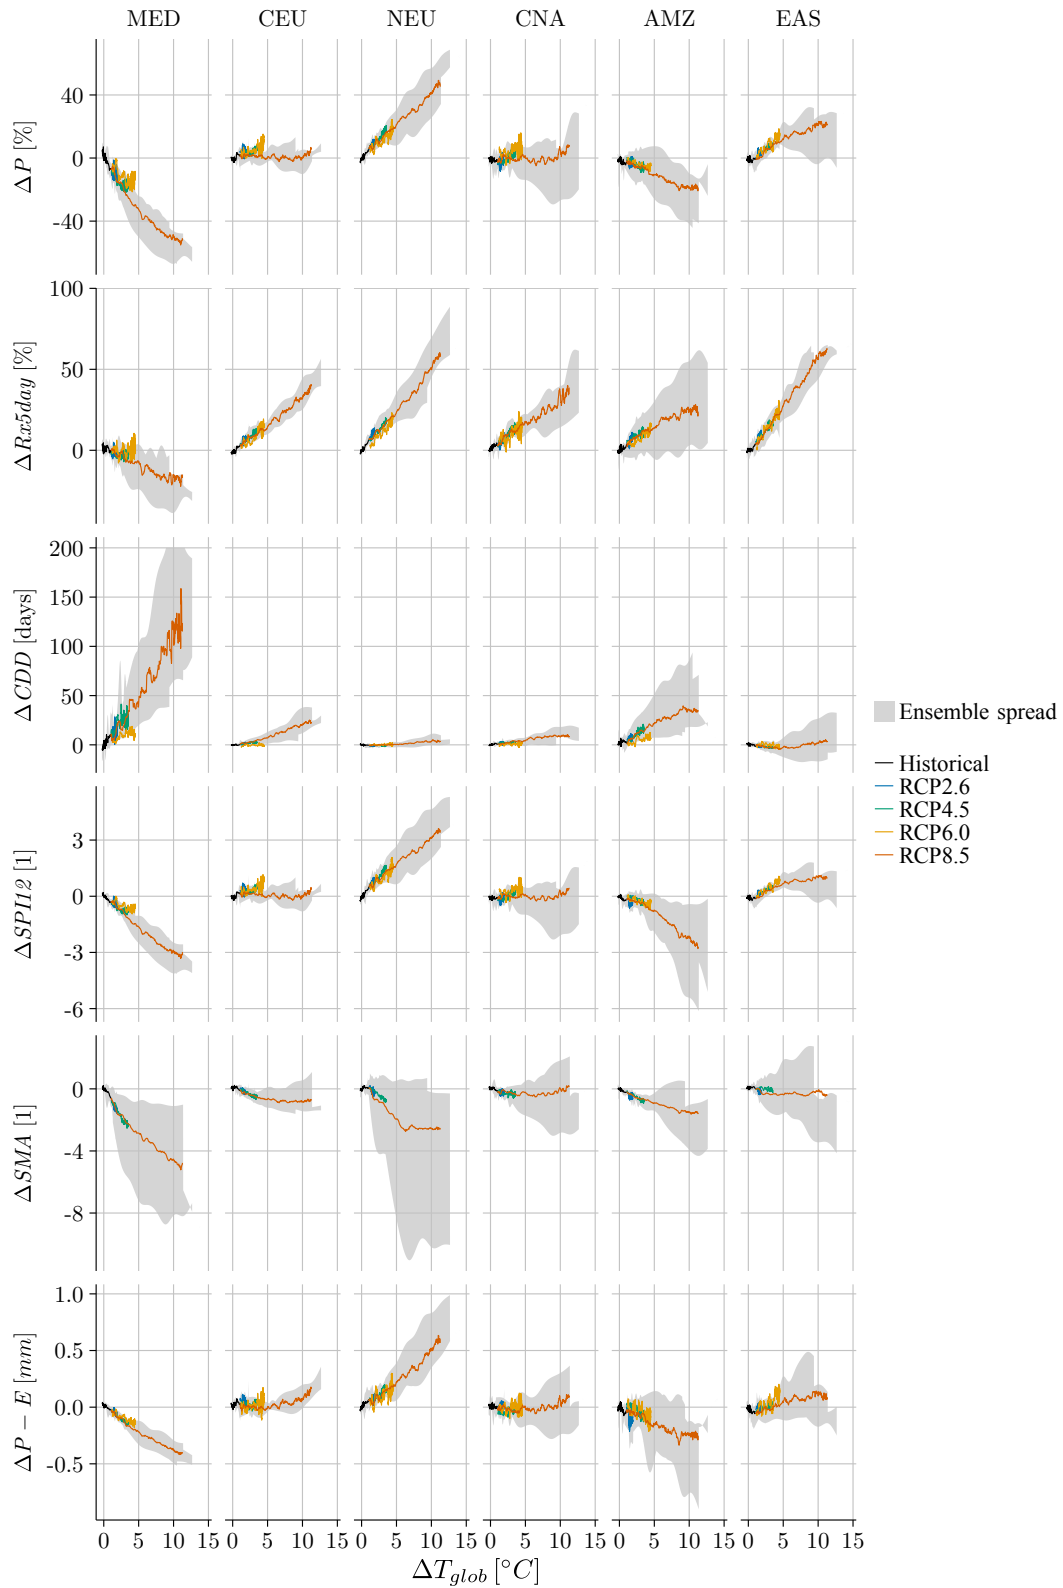 MED CEU NEU CNA AMZ EAS
ΔP [%]
40
0
-40
ΔRx5day [%]
100
50
0
ΔCDD [days]
200
150
100
50
0
ΔSPI12 [1]
3
0
-3
-6
ΔSMA [1]
0
-4
-8
ΔP − E [mm]
1.0
0.5
0.0
-0.5
0 5 10 15 0 5 10 15 0 5 10 15 0 5 10 15 0 5 10 15 0 5 10 15
ΔT_glob [°C]
Ensemble spread
Historical
RCP2.6
RCP4.5
RCP6.0
RCP8.5